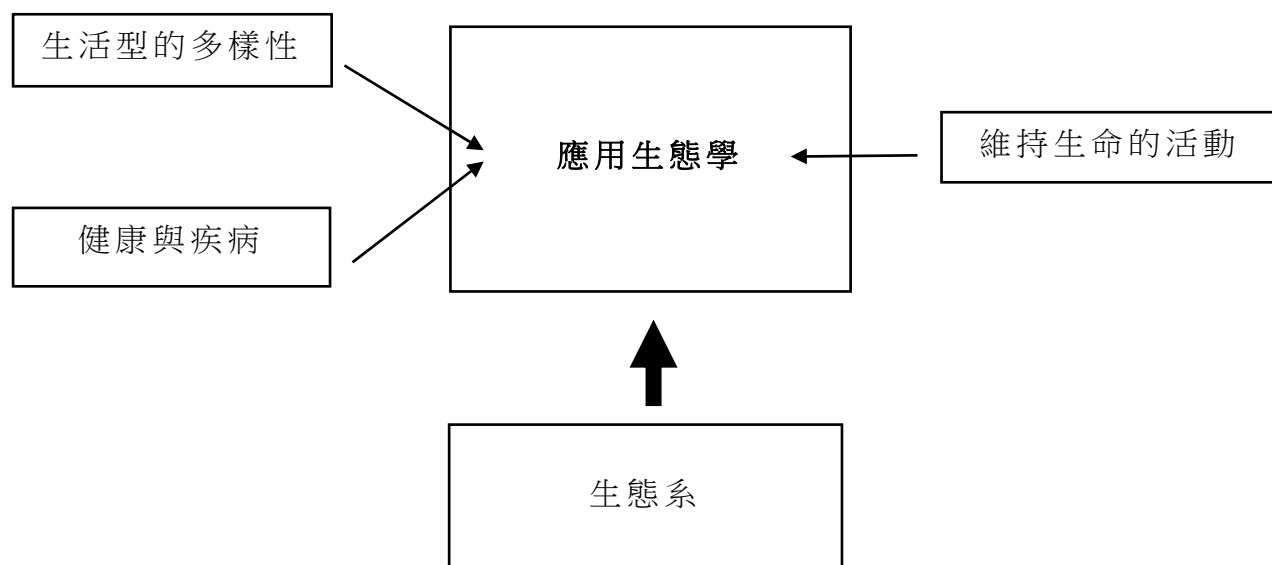 生活型的多樣性
應用生態學
維持生命的活動
健康與疾病
生態系